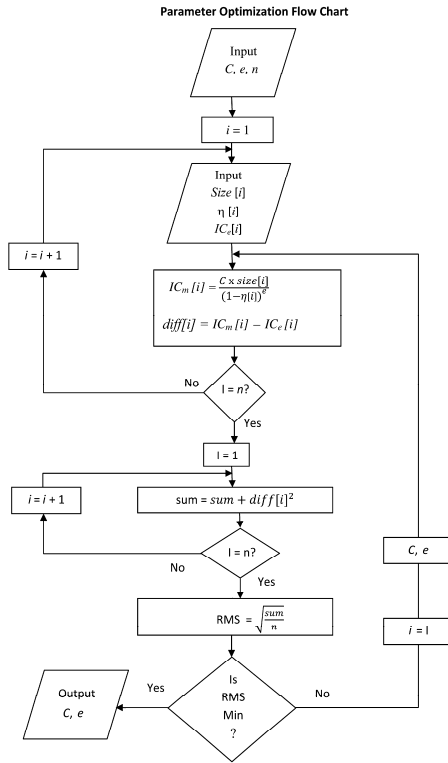 Parameter Optimization Flow Chart
Input
C, e, n
i = 1
Input
Size [i]
η [i]
ICₑ[i]
i = i + 1
ICₘ [i] = C x size[i] / (1−η[i])ᵉ
diff[i] = ICₘ [i] − ICₑ [i]
No
I = n?
Yes
I = 1
i = i + 1
sum = sum + diff[i]²
I = n?
No
Yes
C, e
RMS = √(sum/n)
i = I
Is
RMS
Min
?
Yes
No
Output
C, e